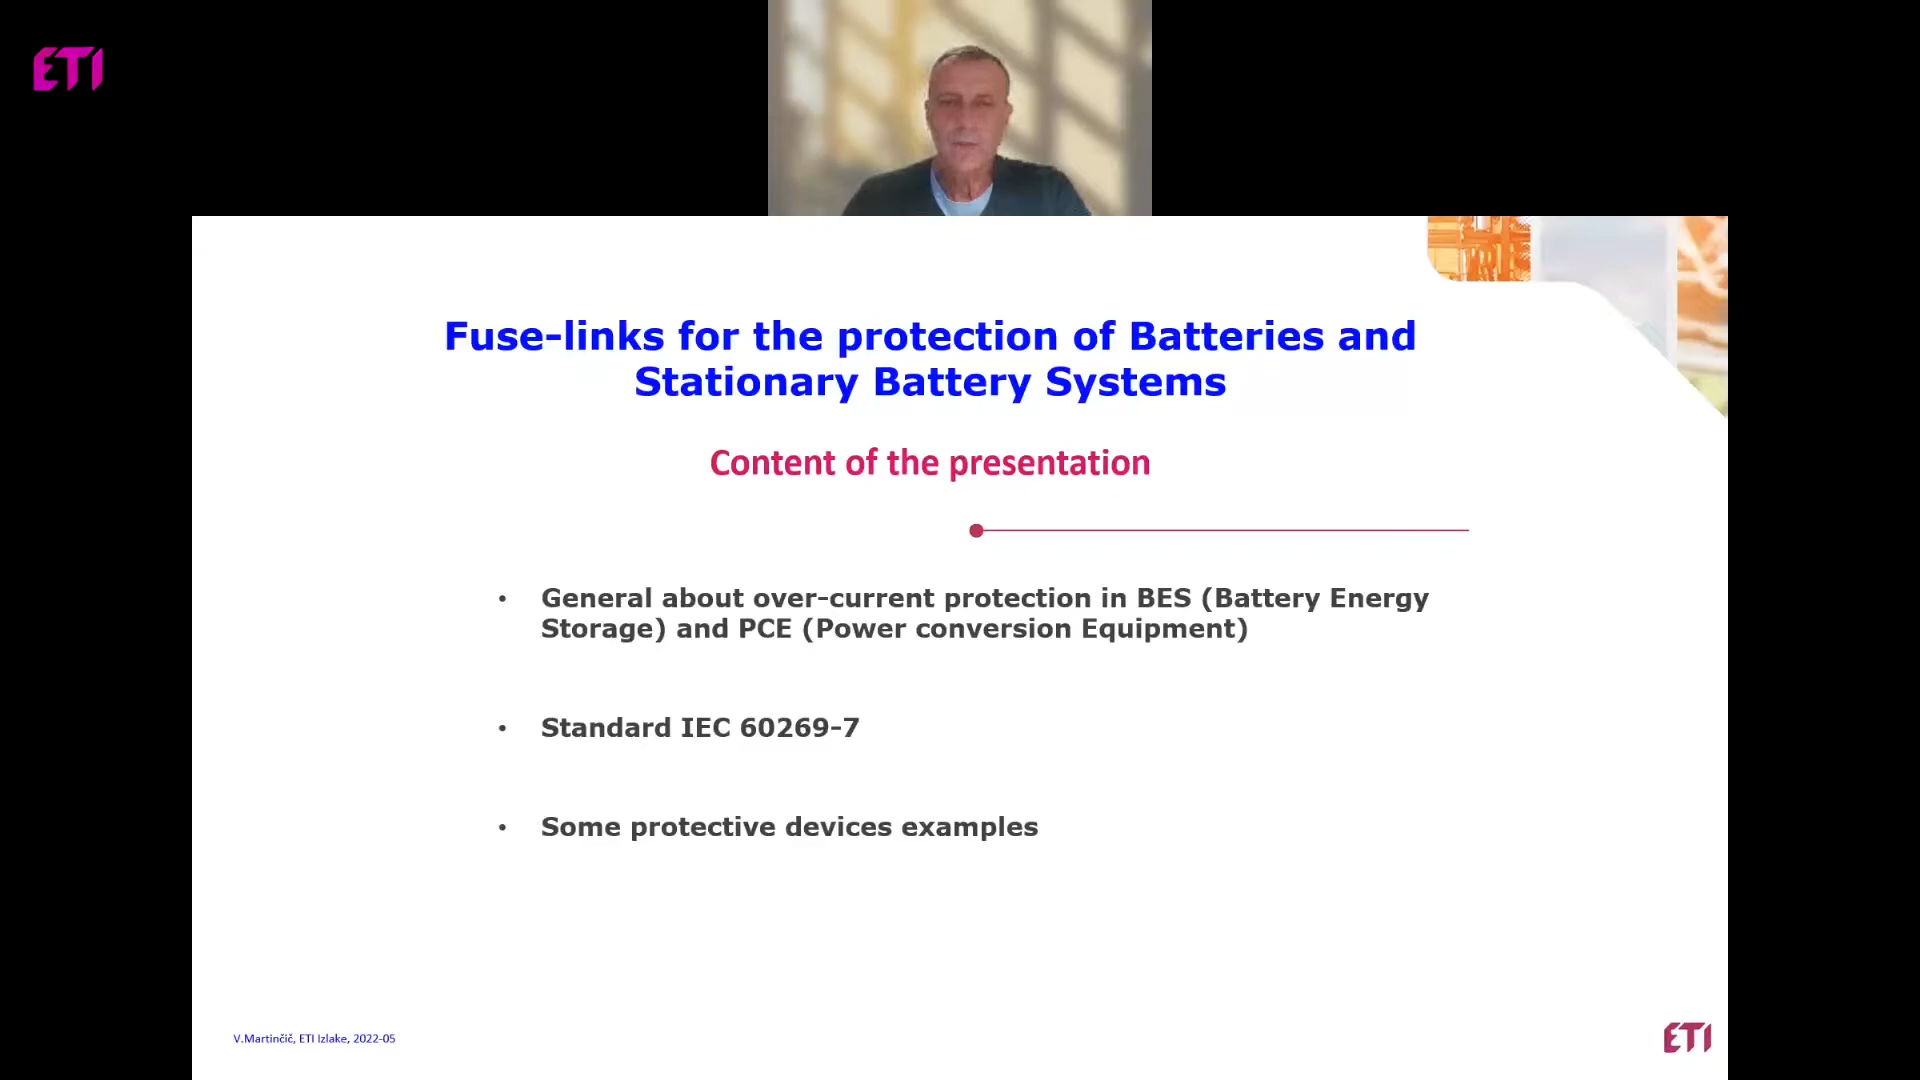 ETI
Fuse-links for the protection of Batteries and
Stationary Battery Systems
Content of the presentation
• General about over-current protection in BES (Battery Energy
Storage) and PCE (Power conversion Equipment)
• Standard IEC 60269-7
• Some protective devices examples
V.Martinčič, ETI Izlake, 2022-05
ETI